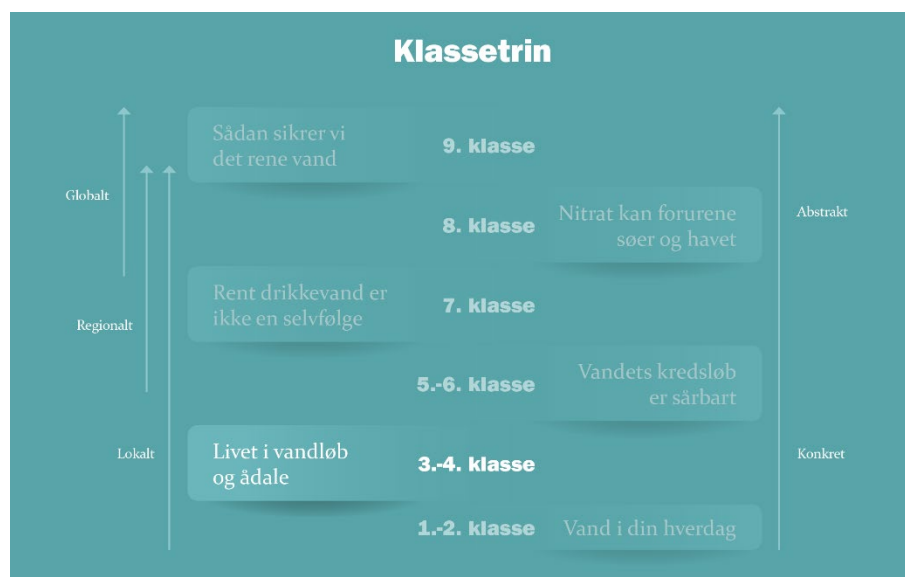 Klassetrin
Sådan sikrer vi
det rene vand
9. klasse
Globalt
8. klasse
Nitrat kan forurene
søer og havet
Abstrakt
Rent drikkevand er
ikke en selvfølge
7. klasse
Regionalt
5.-6. klasse
Vandets kredsløb
er sårbart
Lokalt
Livet i vandløb
og ådale
3.-4. klasse
Konkret
1.-2. klasse
Vand i din hverdag